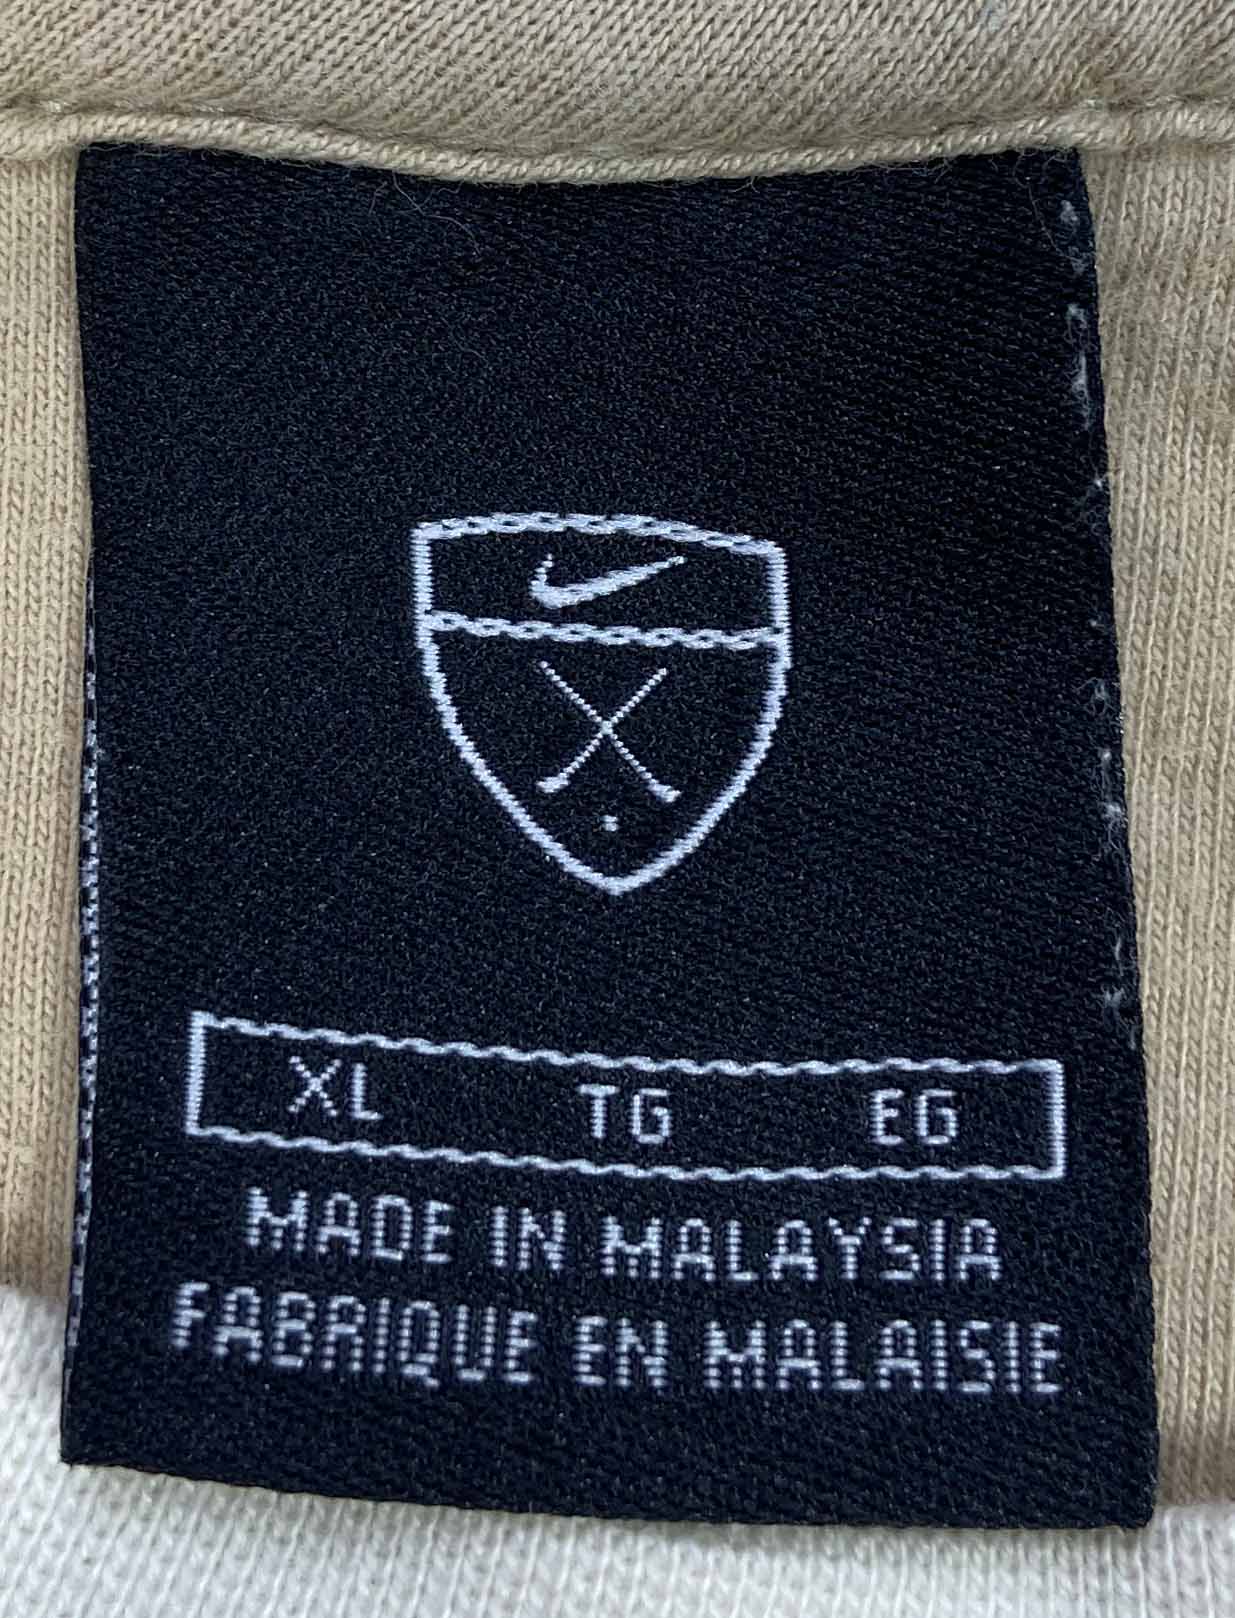 XL TG EG
MADE IN MALAYSIA
FABRIQUE EN MALAISIE